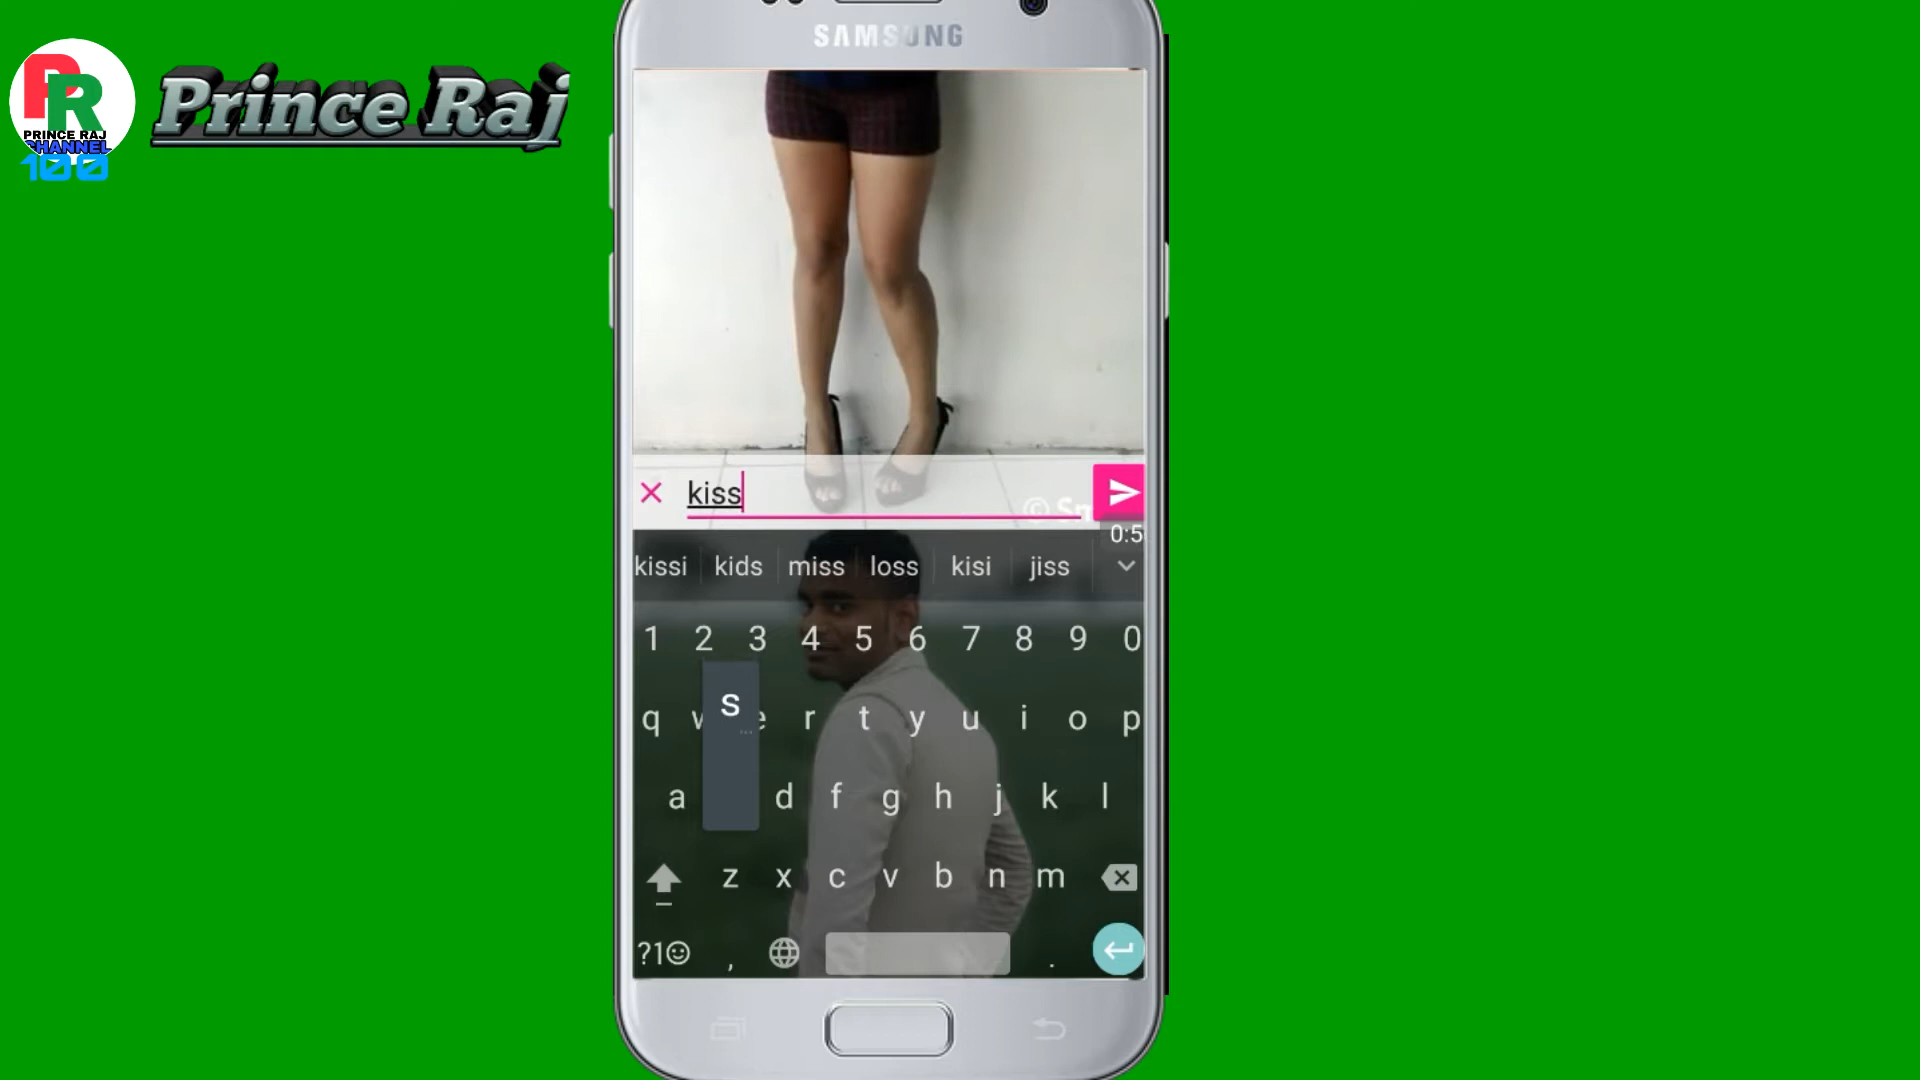 SAMSUNG
PR
PRINCE RAJ
CHANNEL
100
Prince Raj
kiss
0:5
kissi kids miss loss kisi jiss
1 2 3 4 5 6 7 8 9 0
s
q w e r t y u i o p
a d f g h j k l
z x c v b n m
?1☺ , .